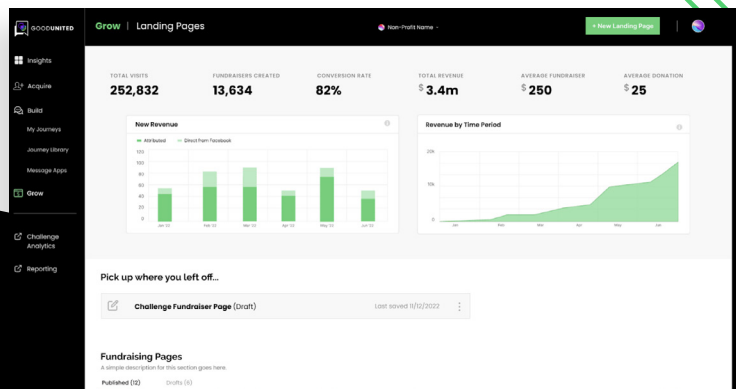 GOODUNITED
Grow | Landing Pages
Non-Profit Name
+ New Landing Page
Insights
Acquire
Build
My Journeys
Journey Library
Message Apps
Grow
Challenge
Analytics
Reporting
TOTAL VISITS
252,832
FUNDRAISERS CREATED
13,634
CONVERSION RATE
82%
TOTAL REVENUE
$ 3.4m
AVERAGE FUNDRAISER
$ 250
AVERAGE DONATION
$ 25
New Revenue
Attributed Direct from Facebook
120
100
80
60
40
20
0
Jan '22 Feb '22 Mar '22 Apr '22 May '22 Jun '22
Revenue by Time Period
20k
10k
0
Jan Feb Mar Apr May Jun
Pick up where you left off...
Challenge Fundraiser Page (Draft) Last saved 11/12/2022
Fundraising Pages
A simple description for this section goes here.
Published (12) Drafts (6)